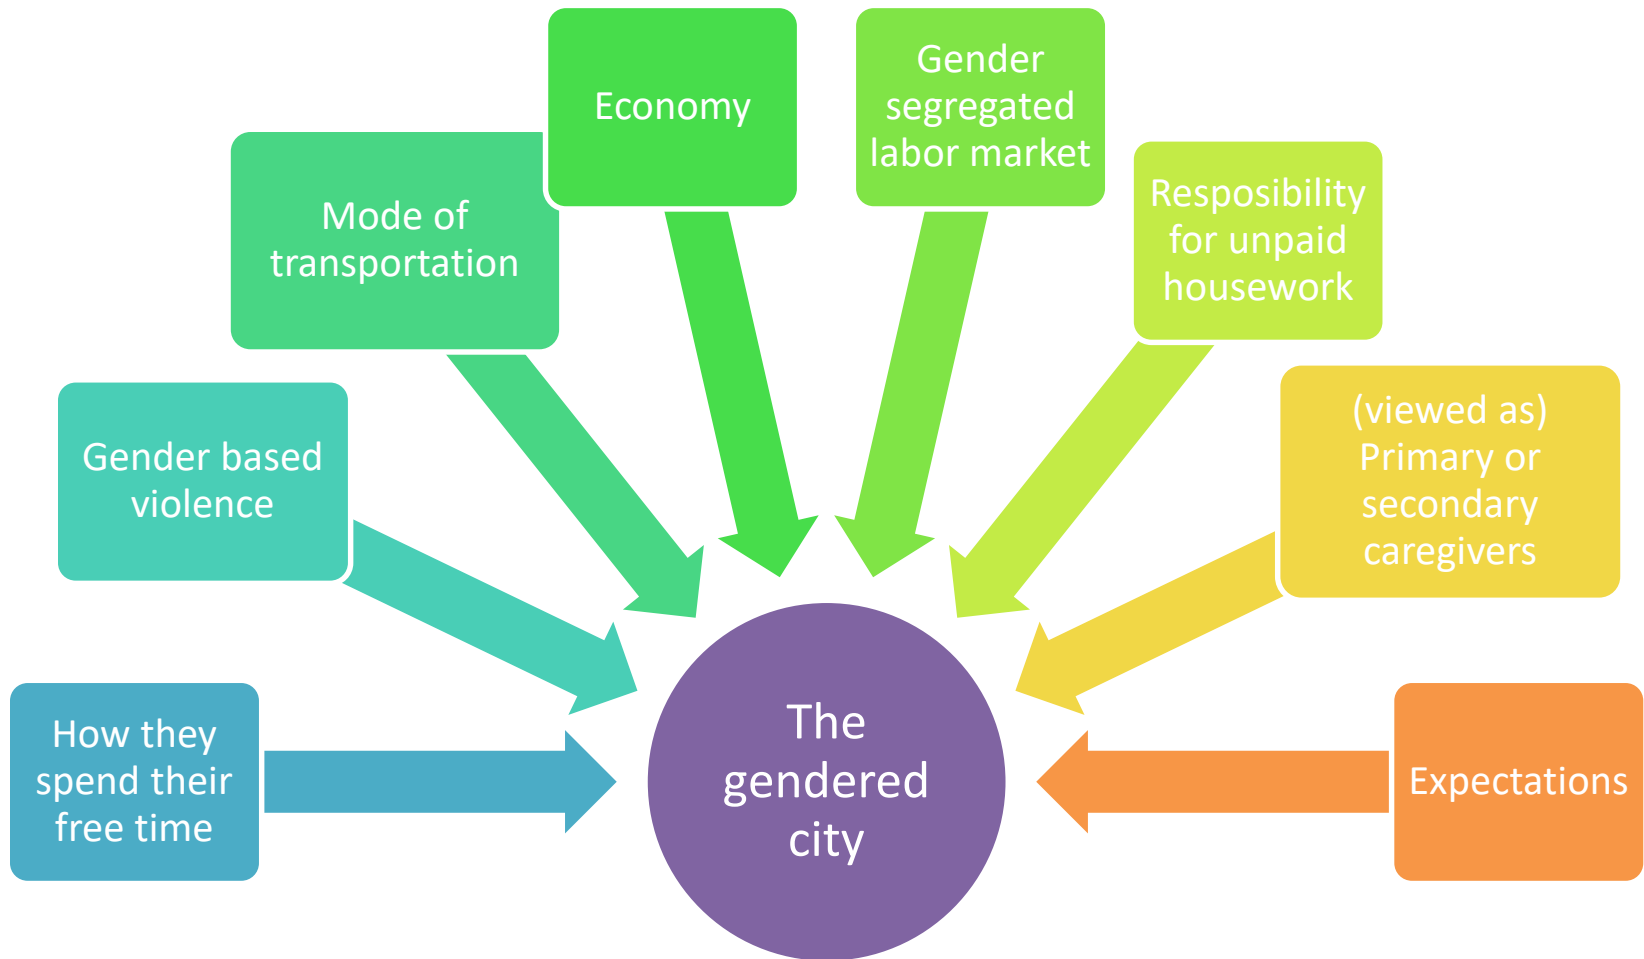 How they
spend their
free time
Gender based
violence
Mode of
transportation
Economy
Gender
segregated
labor market
Resposibility
for unpaid
housework
(viewed as)
Primary or
secondary
caregivers
Expectations
The
gendered
city